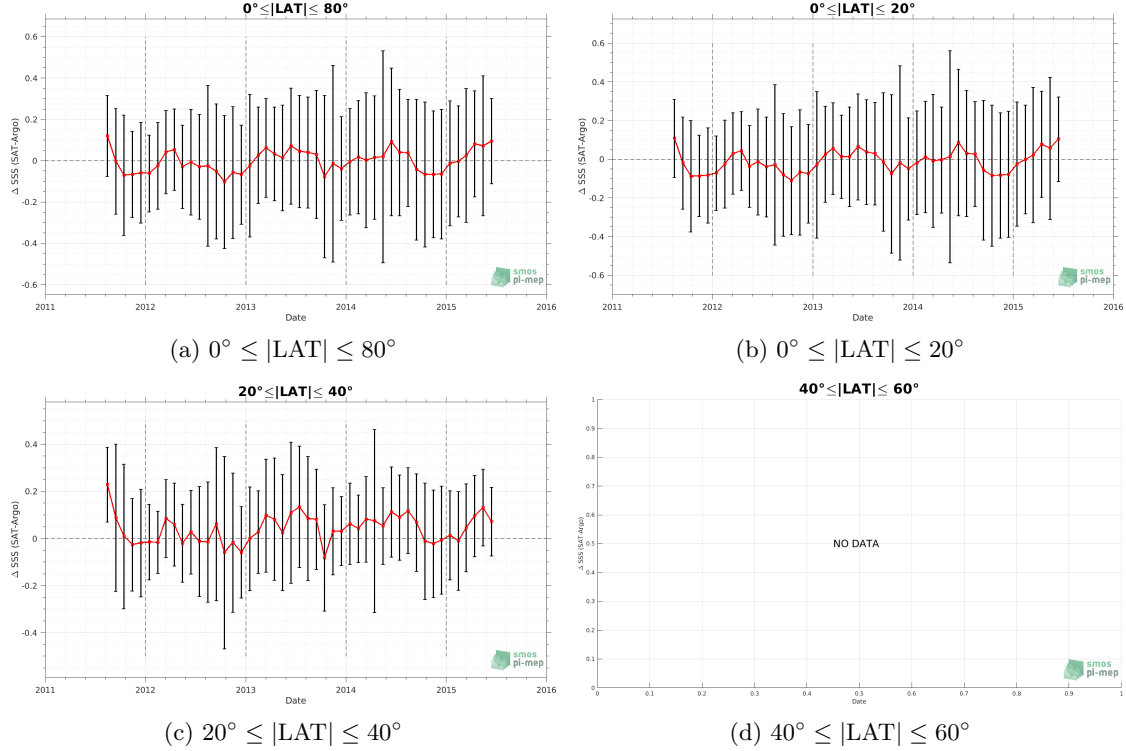 0°≤|LAT|≤ 80°
Δ SSS (SAT-Argo)
0.6
0.4
0.2
0
-0.2
-0.4
-0.6
2011 2012 2013 2014 2015 2016
Date
smos
pi-mep
(a) 0° ≤ |LAT| ≤ 80°
0°≤|LAT|≤ 20°
Δ SSS (SAT-Argo)
0.6
0.4
0.2
0
-0.2
-0.4
-0.6
2011 2012 2013 2014 2015 2016
Date
smos
pi-mep
(b) 0° ≤ |LAT| ≤ 20°
20°≤|LAT|≤ 40°
Δ SSS (SAT-Argo)
0.4
0.2
0
-0.2
-0.4
2011 2012 2013 2014 2015 2016
Date
smos
pi-mep
(c) 20° ≤ |LAT| ≤ 40°
40°≤|LAT|≤ 60°
Δ SSS (SAT-Argo)
1
0.9
0.8
0.7
0.6
0.5
0.4
0.3
0.2
0.1
0
NO DATA
0 0.1 0.2 0.3 0.4 0.5 0.6 0.7 0.8 0.9 1
Date
smos
pi-mep
(d) 40° ≤ |LAT| ≤ 60°